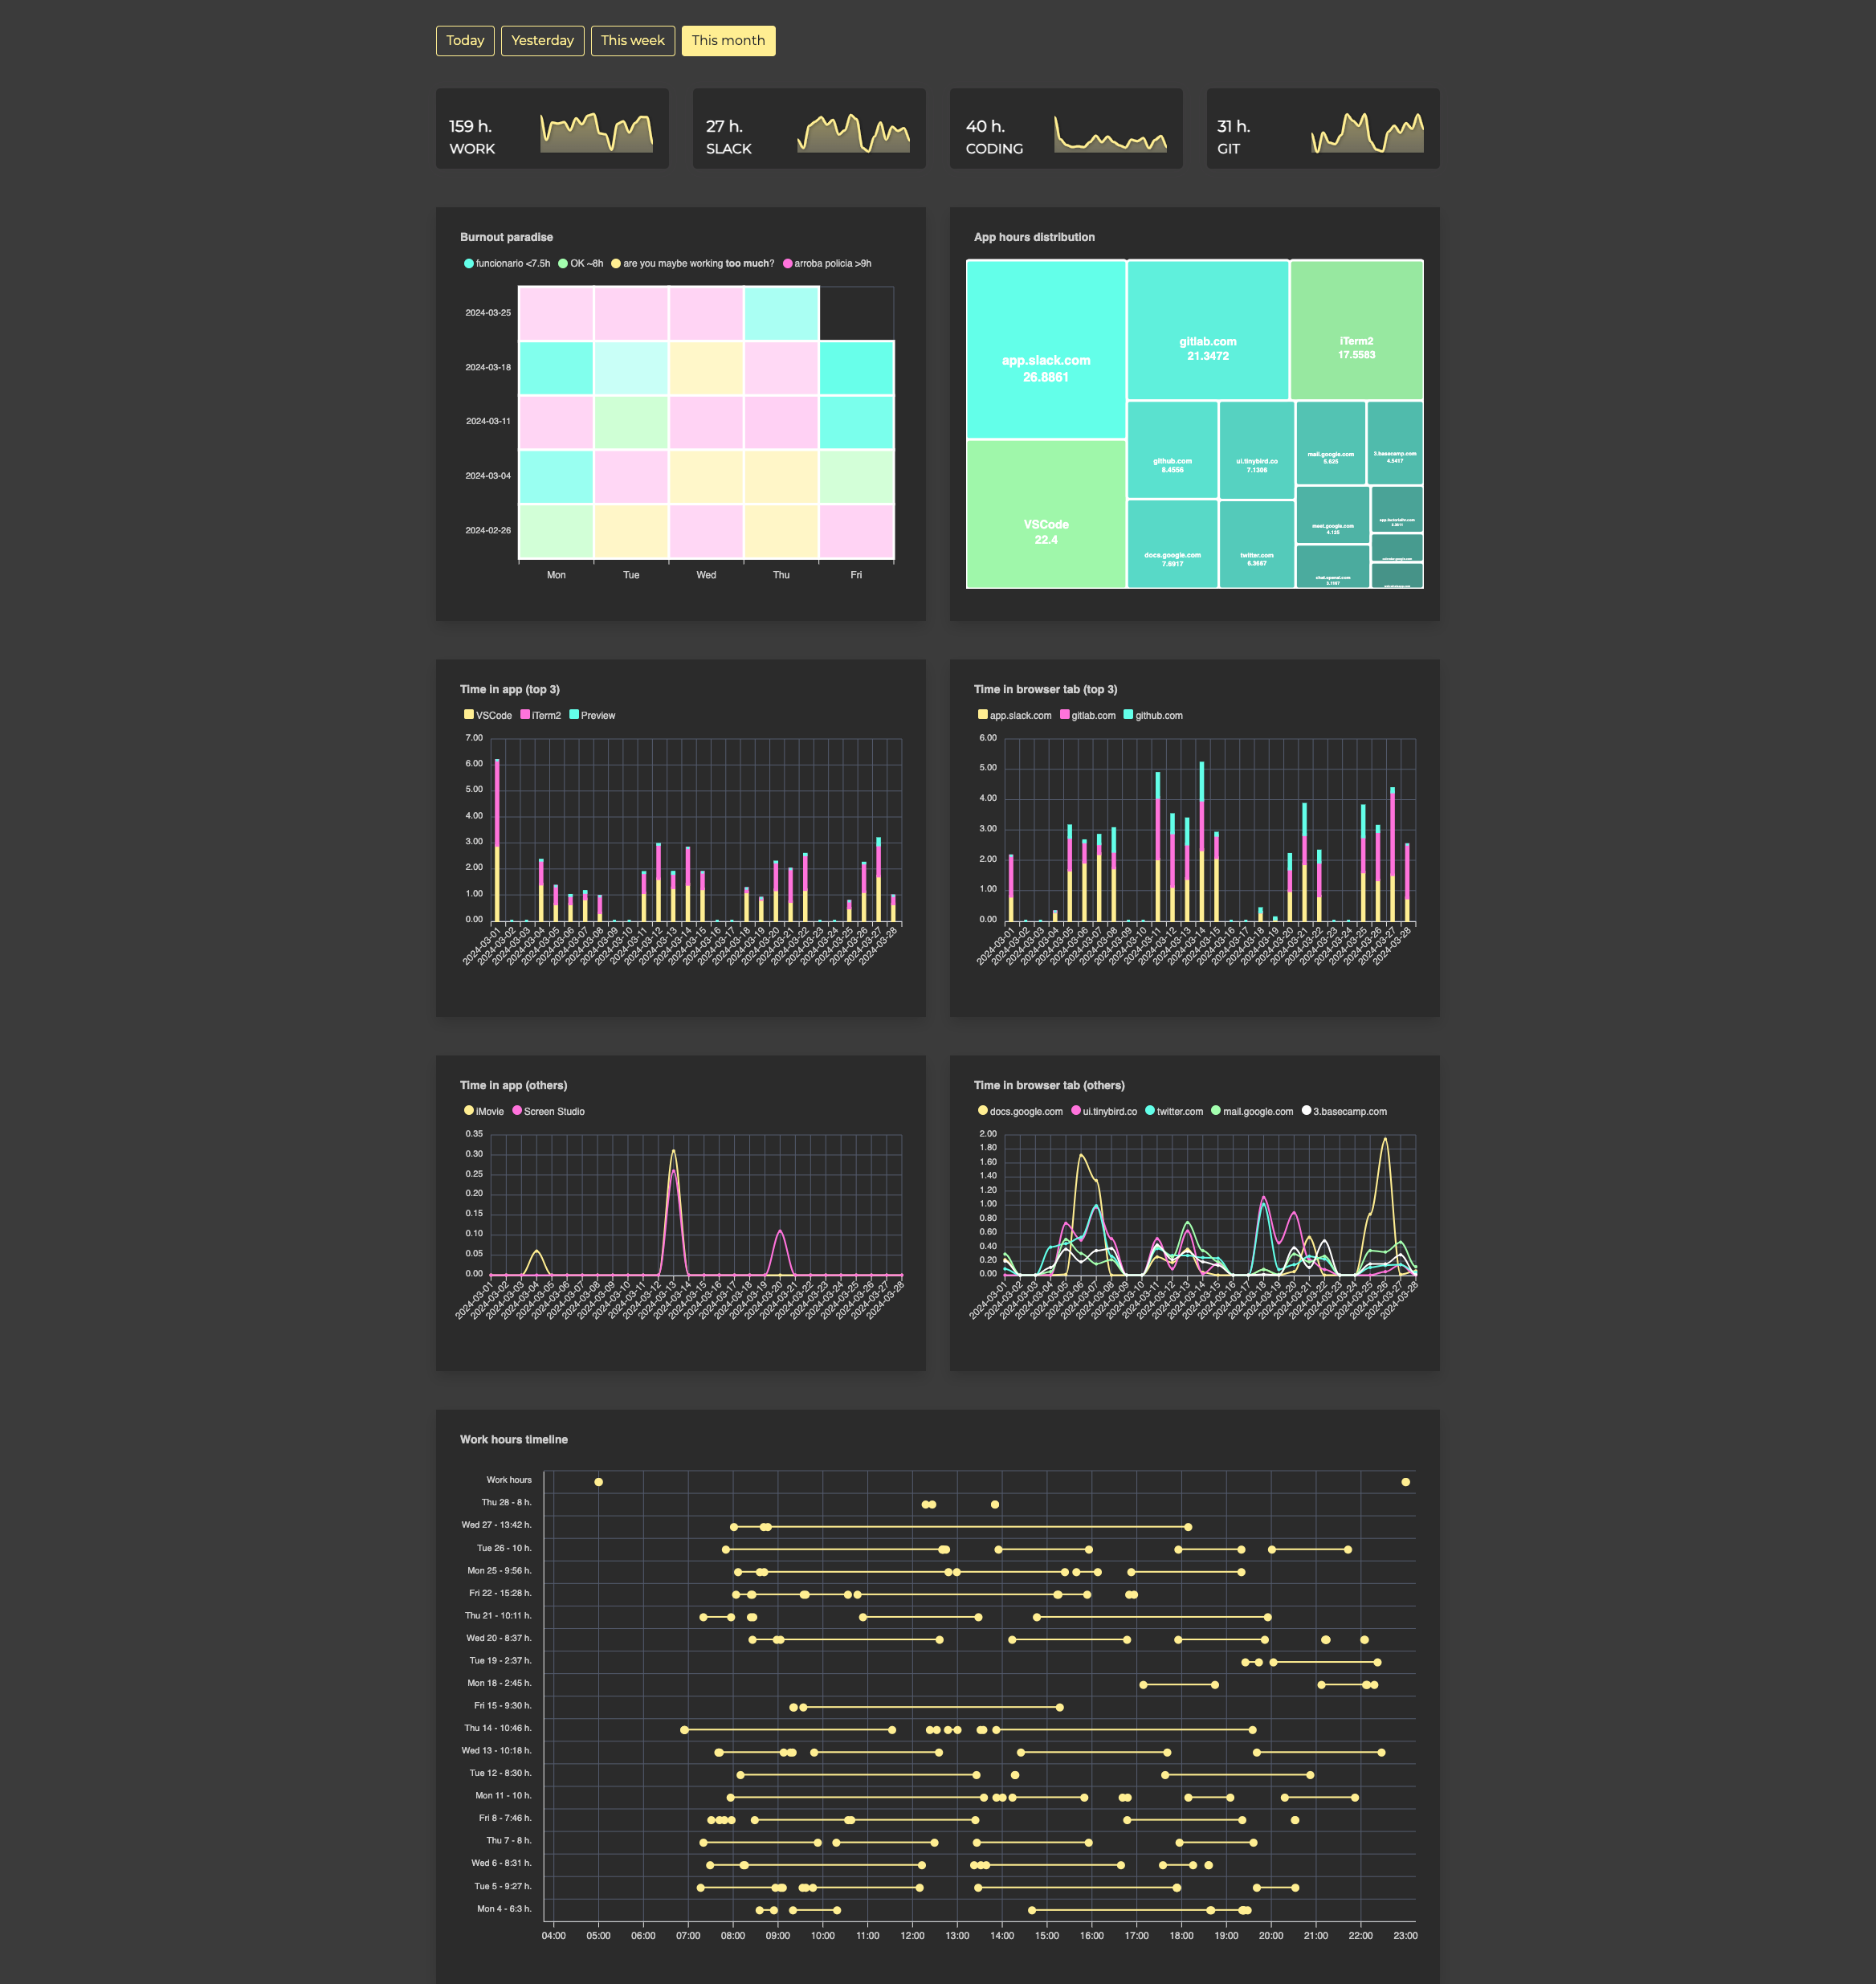 Today Yesterday This week This month
159 h.
WORK
27 h.
SLACK
40 h.
CODING
31 h.
GIT
Burnout paradise
funcionario <7.5h OK ~8h are you maybe working too much? arroba policia >9h
2024-03-25
2024-03-18
2024-03-11
2024-03-04
2024-02-26
Mon Tue Wed Thu Fri
App hours distribution
app.slack.com
26.8861
VSCode
22.4
gitlab.com
21.3472
iTerm2
17.5583
github.com
8.4556
docs.google.com
7.6917
ui.tinybird.co
7.1306
twitter.com
mail.google.com
5.625
3.basecamp.com
4.5417
meet.google.com
4.125
chat.openai.com
Time in app (top 3)
VSCode iTerm2 Preview
7.00
6.00
5.00
4.00
3.00
2.00
1.00
0.00
2024-03-01 2024-03-02 2024-03-03 2024-03-04 2024-03-05 2024-03-06 2024-03-07 2024-03-08 2024-03-09 2024-03-10 2024-03-11 2024-03-12 2024-03-13 2024-03-14 2024-03-15 2024-03-16 2024-03-17 2024-03-18 2024-03-19 2024-03-20 2024-03-21 2024-03-22 2024-03-23 2024-03-24 2024-03-25 2024-03-26 2024-03-27 2024-03-28
Time in browser tab (top 3)
app.slack.com gitlab.com github.com
6.00
5.00
4.00
3.00
2.00
1.00
0.00
2024-03-01 2024-03-02 2024-03-03 2024-03-04 2024-03-05 2024-03-06 2024-03-07 2024-03-08 2024-03-09 2024-03-10 2024-03-11 2024-03-12 2024-03-13 2024-03-14 2024-03-15 2024-03-16 2024-03-17 2024-03-18 2024-03-19 2024-03-20 2024-03-21 2024-03-22 2024-03-23 2024-03-24 2024-03-25 2024-03-26 2024-03-27 2024-03-28
Time in app (others)
iMovie Screen Studio
0.35
0.30
0.25
0.20
0.15
0.10
0.05
0.00
2024-03-01 2024-03-02 2024-03-03 2024-03-04 2024-03-05 2024-03-06 2024-03-07 2024-03-08 2024-03-09 2024-03-10 2024-03-11 2024-03-12 2024-03-13 2024-03-14 2024-03-15 2024-03-16 2024-03-17 2024-03-18 2024-03-19 2024-03-20 2024-03-21 2024-03-22 2024-03-23 2024-03-24 2024-03-25 2024-03-26 2024-03-27 2024-03-28
Time in browser tab (others)
docs.google.com ui.tinybird.co twitter.com mail.google.com 3.basecamp.com
2.00
1.80
1.60
1.40
1.20
1.00
0.80
0.60
0.40
0.20
0.00
2024-03-01 2024-03-02 2024-03-03 2024-03-04 2024-03-05 2024-03-06 2024-03-07 2024-03-08 2024-03-09 2024-03-10 2024-03-11 2024-03-12 2024-03-13 2024-03-14 2024-03-15 2024-03-16 2024-03-17 2024-03-18 2024-03-19 2024-03-20 2024-03-21 2024-03-22 2024-03-23 2024-03-24 2024-03-25 2024-03-26 2024-03-27 2024-03-28
Work hours timeline
Work hours
Thu 28 - 8 h.
Wed 27 - 13:42 h.
Tue 26 - 10 h.
Mon 25 - 9:56 h.
Fri 22 - 15:28 h.
Thu 21 - 10:11 h.
Wed 20 - 8:37 h.
Tue 19 - 2:37 h.
Mon 18 - 2:45 h.
Fri 15 - 9:30 h.
Thu 14 - 10:46 h.
Wed 13 - 10:18 h.
Tue 12 - 8:30 h.
Mon 11 - 10 h.
Fri 8 - 7:46 h.
Thu 7 - 8 h.
Wed 6 - 8:31 h.
Tue 5 - 9:27 h.
Mon 4 - 6:3 h.
04:00 05:00 06:00 07:00 08:00 09:00 10:00 11:00 12:00 13:00 14:00 15:00 16:00 17:00 18:00 19:00 20:00 21:00 22:00 23:00